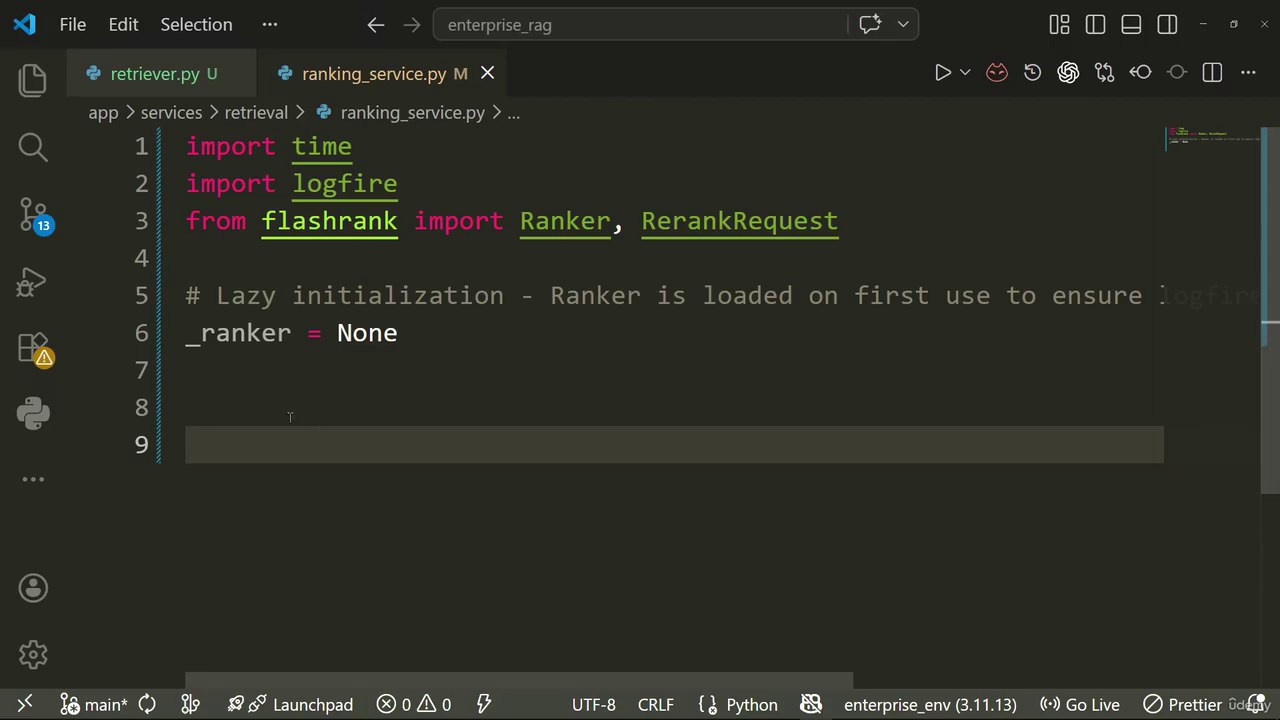 File Edit Selection ··· enterprise_rag
retriever.py U ranking_service.py M
app > services > retrieval > ranking_service.py > ...
1 import time
2 import logfire
3 from flashrank import Ranker, RerankRequest
4
5 # Lazy initialization - Ranker is loaded on first use to ensure logfire
6 _ranker = None
7
8
9
13
main* Launchpad 0 0 UTF-8 CRLF {} Python enterprise_env (3.11.13) Go Live Prettier
udemy